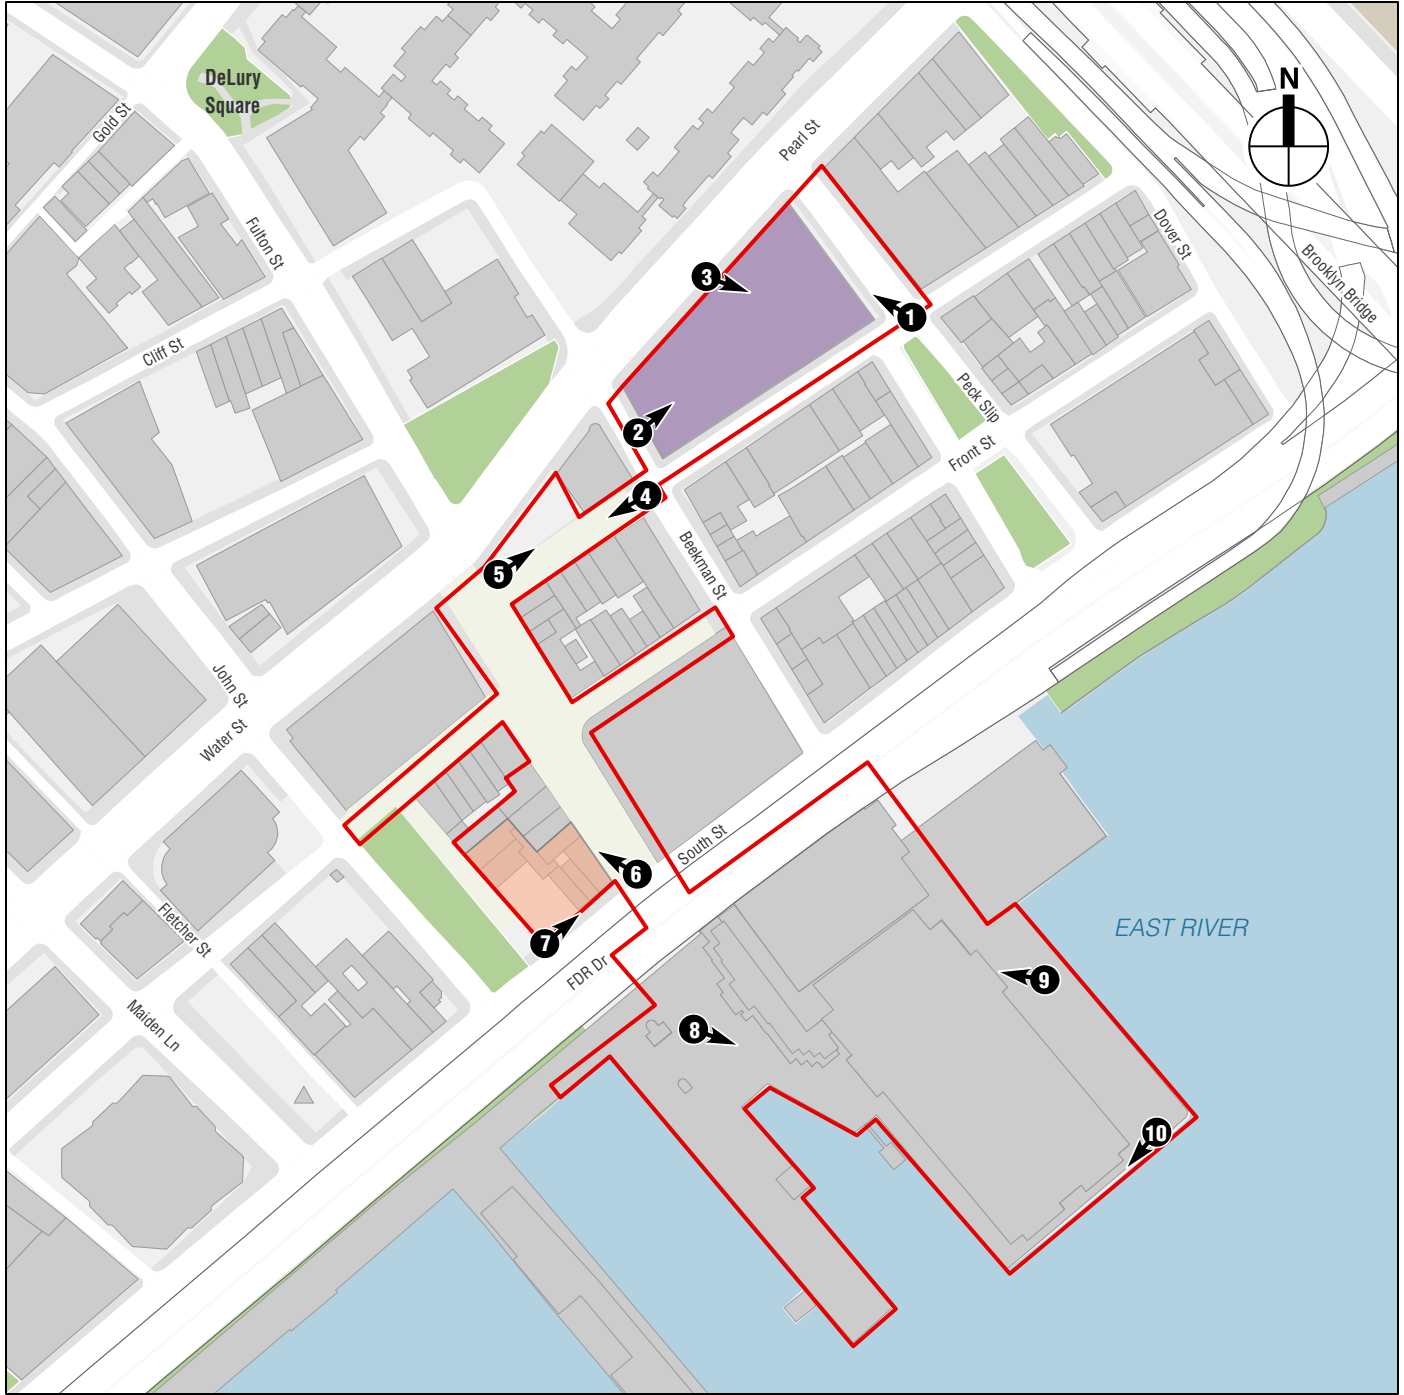 DeLury
Square
Gold St
Pearl St
N
Fulton St
Dover St
Brooklyn Bridge
3
1
Cliff St
Peck Slip
2
Front St
4
5
Beekman St
John St
Water St
South St
6
Fletcher St
7
FDR Dr
EAST RIVER
9
Maiden Ln
8
10